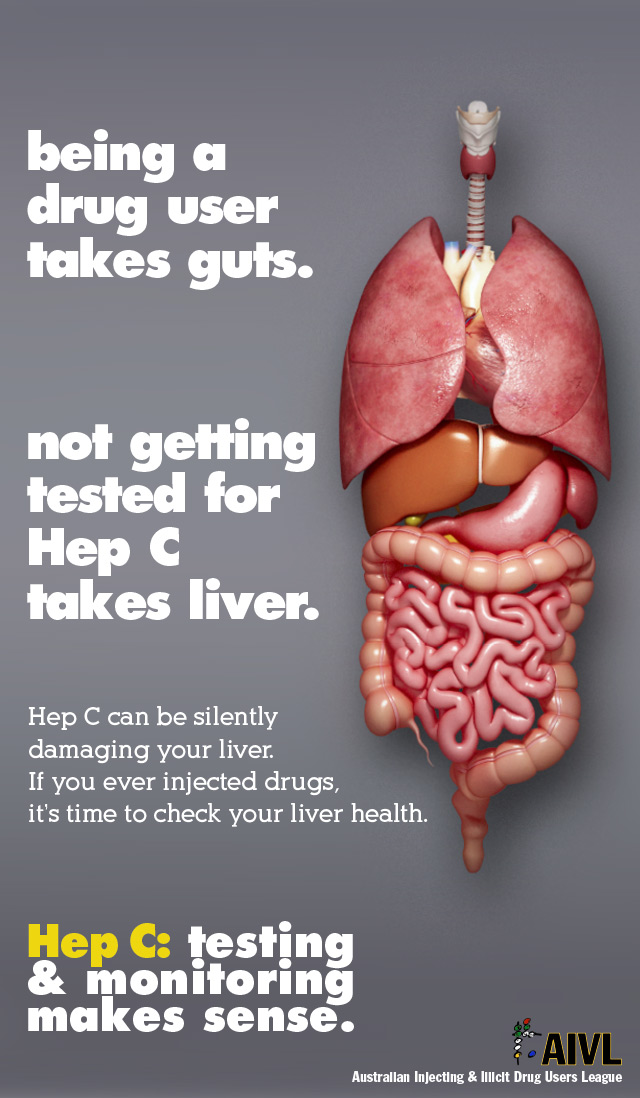 being a
drug user
takes guts.
not getting
tested for
Hep C
takes liver.
Hep C can be silently
damaging your liver.
If you ever injected drugs,
it's time to check your liver health.
Hep C: testing
& monitoring
makes sense.
AIVL
Australian Injecting & Illicit Drug Users League